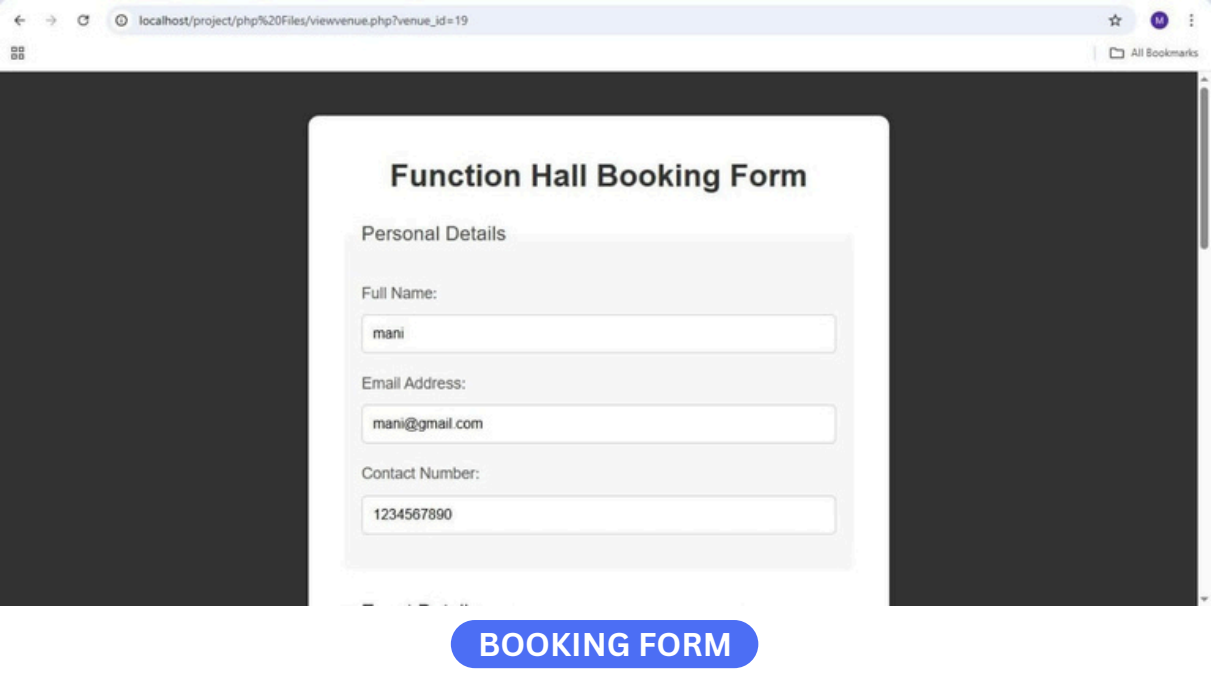 localhost/project/php%20Files/viewvenue.php?venue_id=19
M
All Bookmarks
Function Hall Booking Form
Personal Details
Full Name:
mani
Email Address:
mani@gmail.com
Contact Number:
1234567890
BOOKING FORM